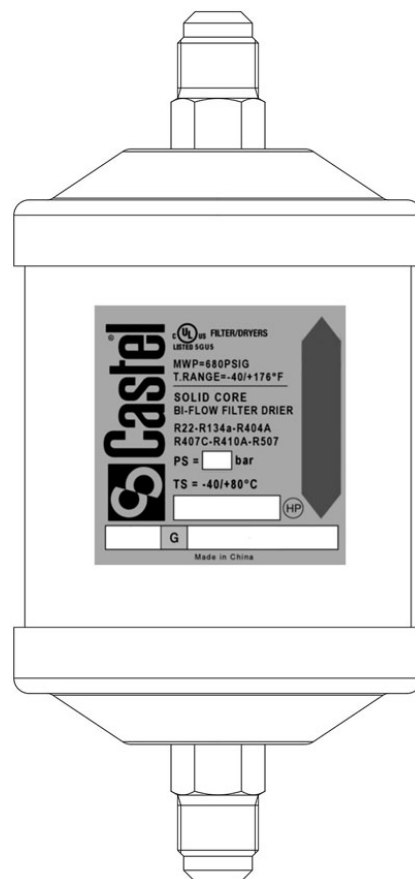 Castel®
C UL US FILTER/DRYERS
LISTED SGUS
MWP=680PSIG
T.RANGE=-40/+176°F
SOLID CORE
BI-FLOW FILTER DRIER
R22-R134a-R404A
R407C-R410A-R507
PS = bar
TS = -40/+80°C
HP
G
Made in China